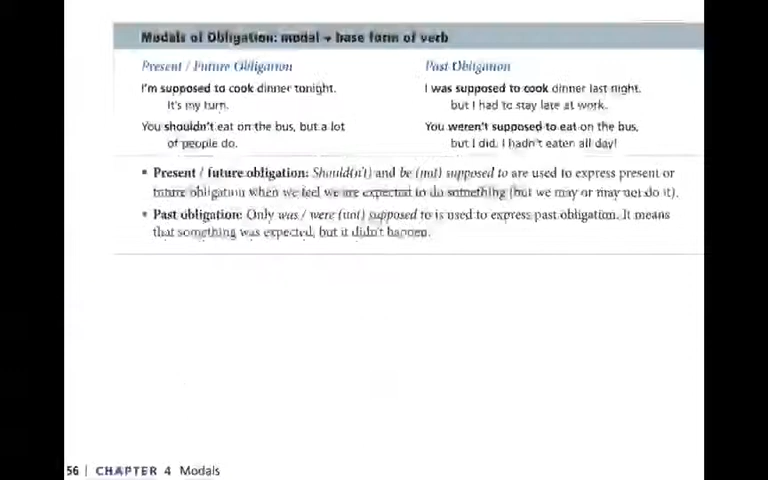 Modals of Obligation: modal + base form of verb
Present / Future Obligation
I'm supposed to cook dinner tonight.
It's my turn.
You shouldn't eat on the bus, but a lot
of people do.
Past Obligation
I was supposed to cook dinner last night,
but I had to stay late at work.
You weren't supposed to eat on the bus,
but I did. I hadn't eaten all day!
▪ Present / future obligation: Should(n't) and be (not) supposed to are used to express present or
future obligation when we feel we are expected to do something (but we may or may not do it).
▪ Past obligation: Only was / were (not) supposed to is used to express past obligation. It means
that something was expected, but it didn't happen.
56 | CHAPTER 4 Modals